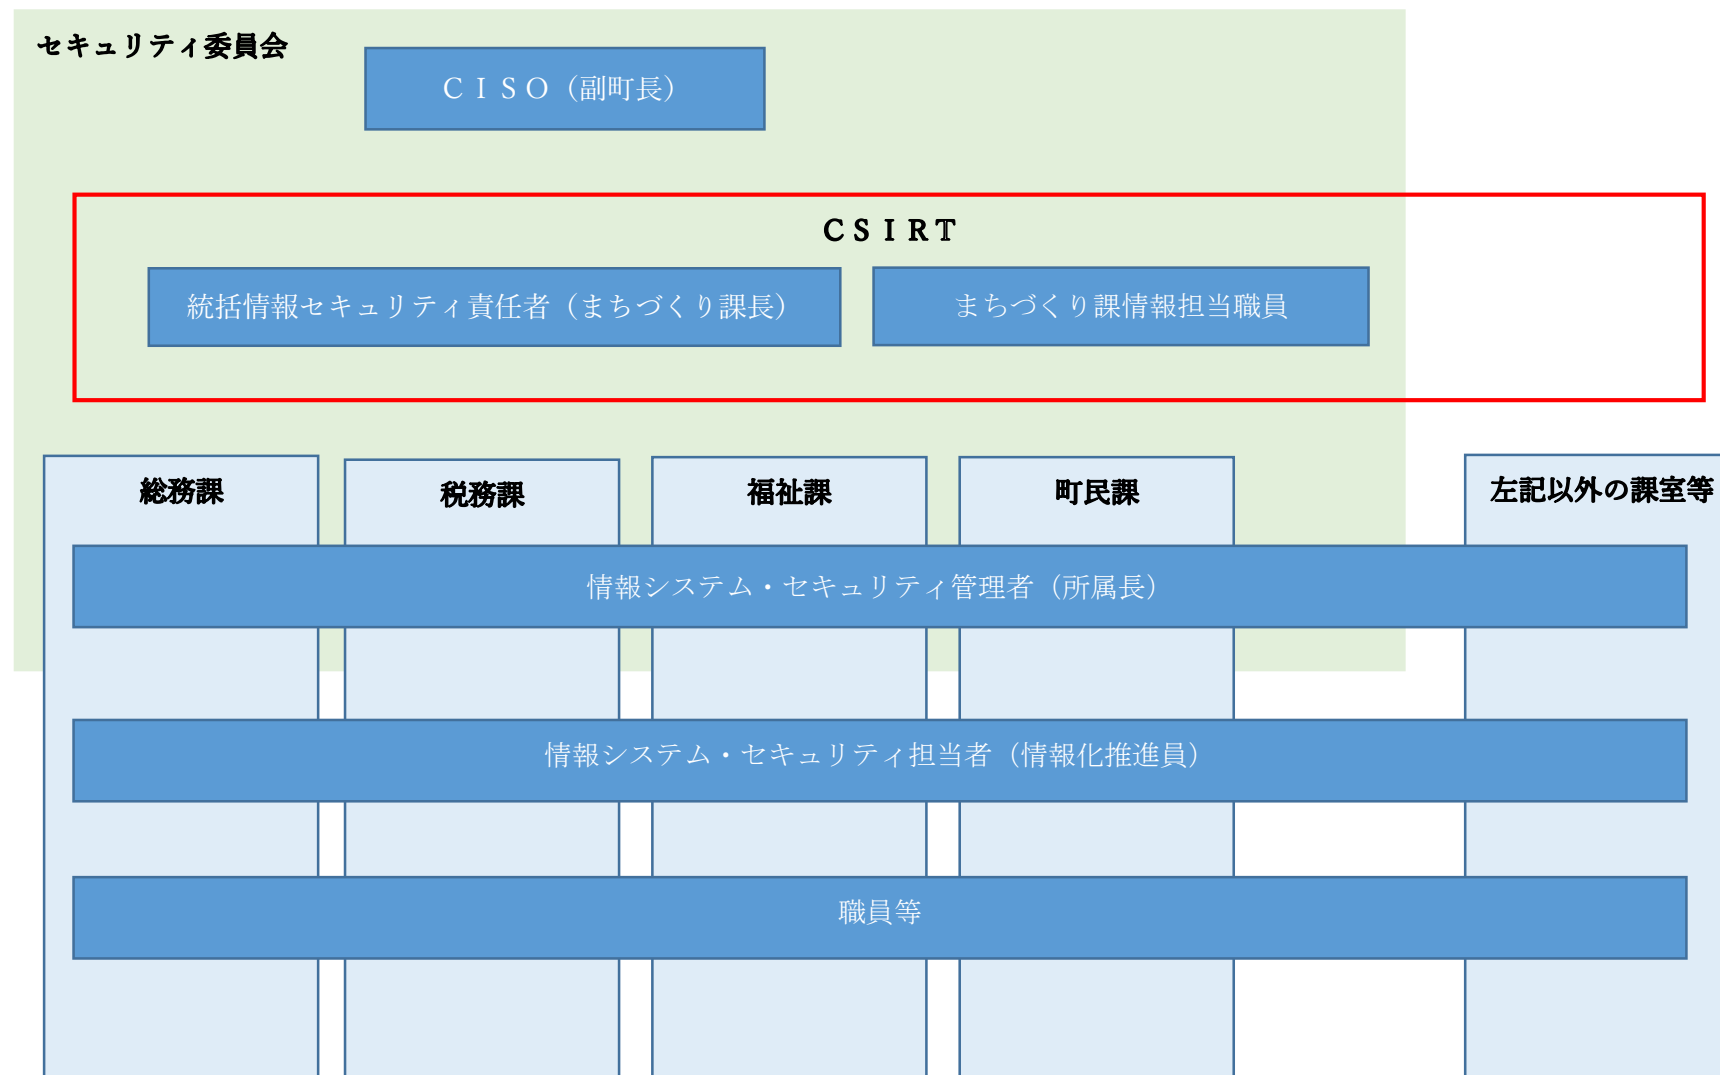 セキュリティ委員会
ＣＩＳＯ（副町長）
ＣＳＩＲＴ
統括情報セキュリティ責任者（まちづくり課長）
まちづくり課情報担当職員
総務課
税務課
福祉課
町民課
左記以外の課室等
情報システム・セキュリティ管理者（所属長）
情報システム・セキュリティ担当者（情報化推進員）
職員等